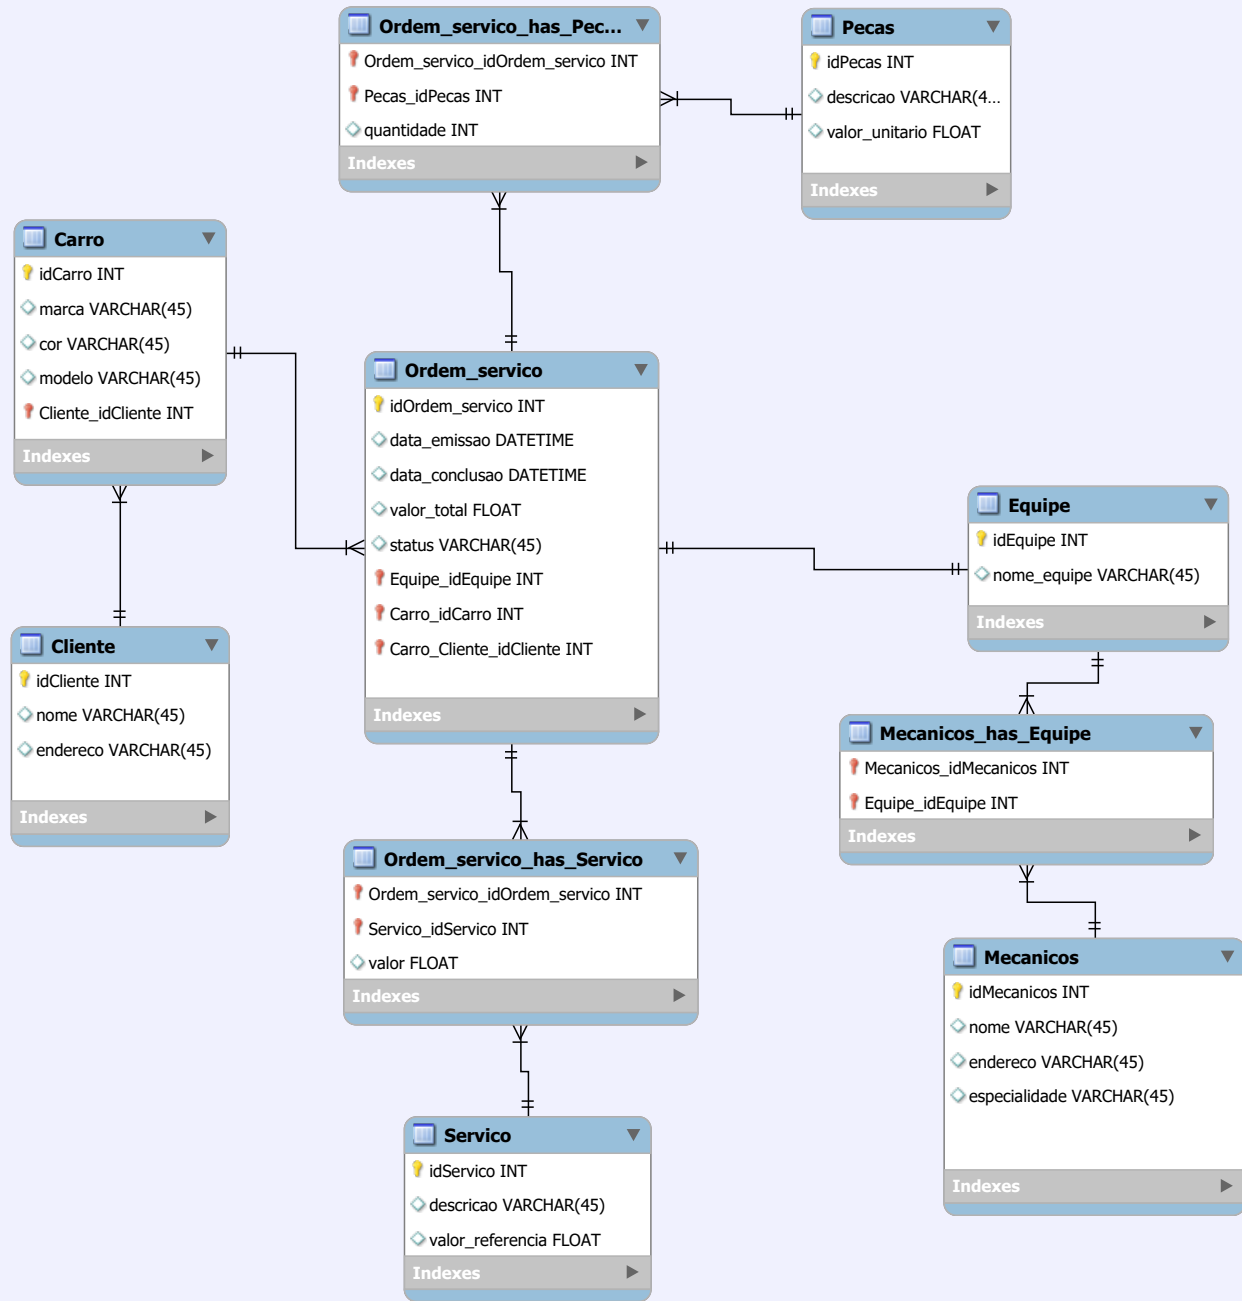 Ordem_servico_has_Pec...
Ordem_servico_idOrdem_servico INT
Pecas_idPecas INT
quantidade INT
Indexes
Pecas
idPecas INT
descricao VARCHAR(4...
valor_unitario FLOAT
Indexes
Carro
idCarro INT
marca VARCHAR(45)
cor VARCHAR(45)
modelo VARCHAR(45)
Cliente_idCliente INT
Indexes
Ordem_servico
idOrdem_servico INT
data_emissao DATETIME
data_conclusao DATETIME
valor_total FLOAT
status VARCHAR(45)
Equipe_idEquipe INT
Carro_idCarro INT
Carro_Cliente_idCliente INT
Indexes
Equipe
idEquipe INT
nome_equipe VARCHAR(45)
Indexes
Cliente
idCliente INT
nome VARCHAR(45)
endereco VARCHAR(45)
Indexes
Mecanicos_has_Equipe
Mecanicos_idMecanicos INT
Equipe_idEquipe INT
Indexes
Ordem_servico_has_Servico
Ordem_servico_idOrdem_servico INT
Servico_idServico INT
valor FLOAT
Indexes
Mecanicos
idMecanicos INT
nome VARCHAR(45)
endereco VARCHAR(45)
especialidade VARCHAR(45)
Indexes
Servico
idServico INT
descricao VARCHAR(45)
valor_referencia FLOAT
Indexes